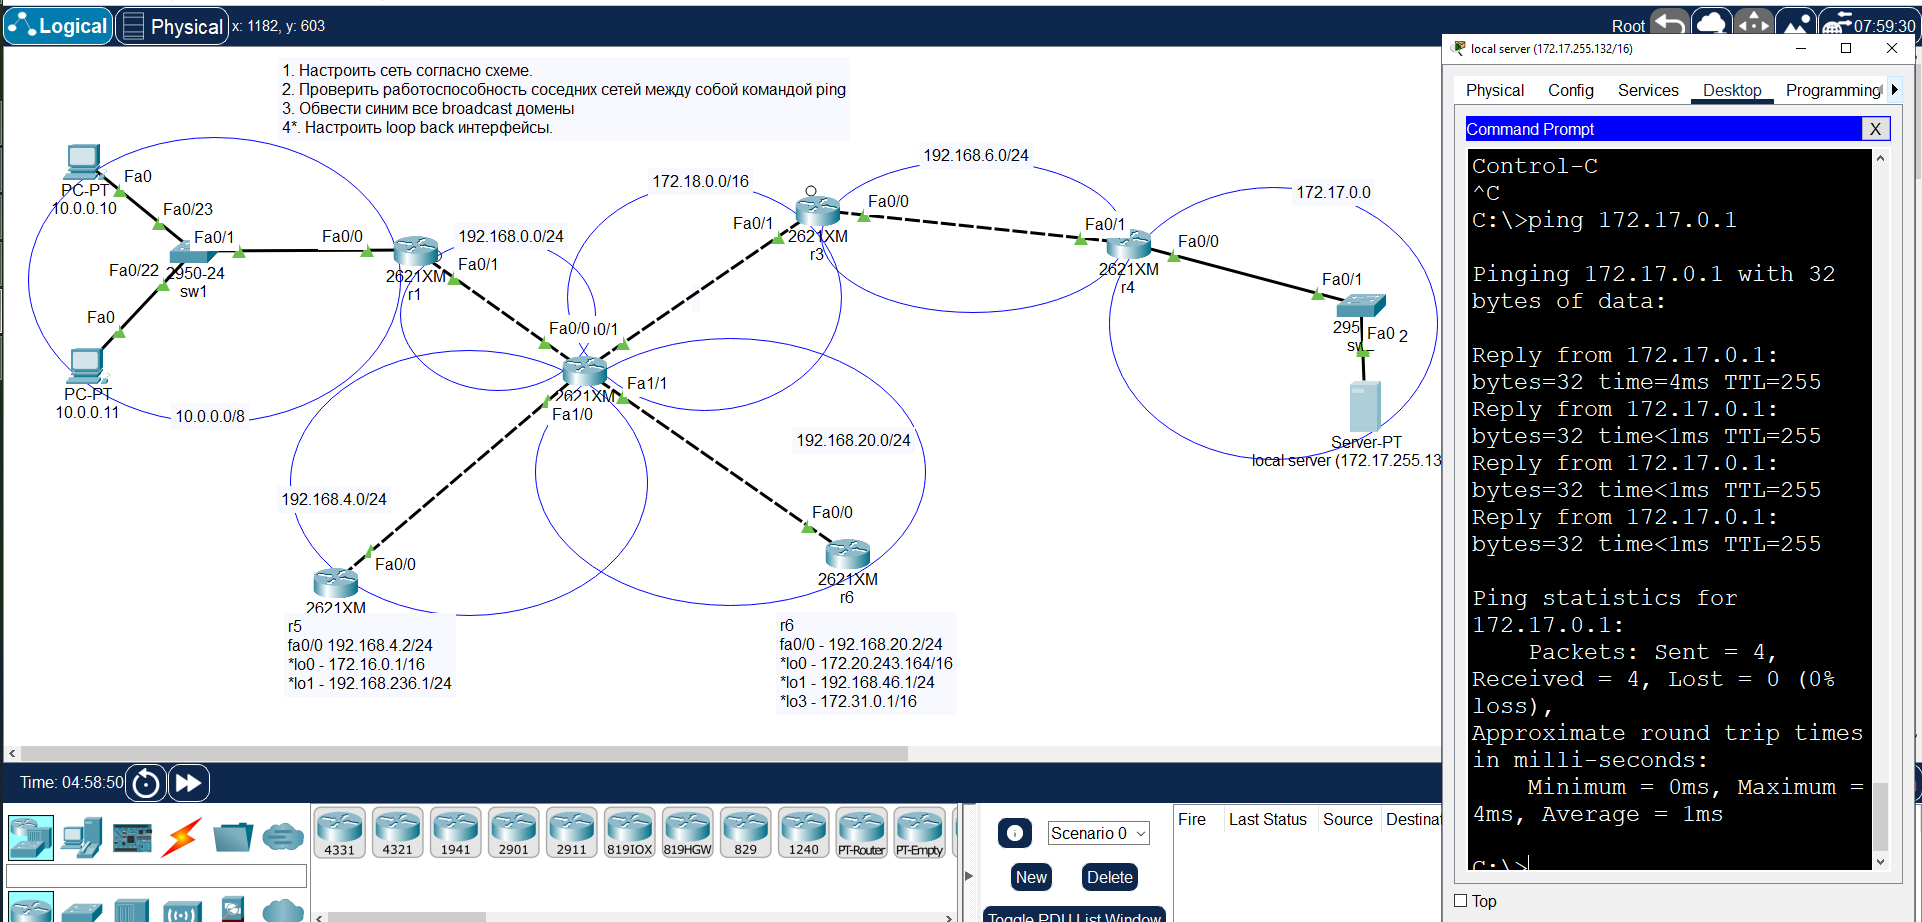 Logical
Physical
x: 1182, y: 603
Root
07:59:30
1. Настроить сеть согласно схеме.
2. Проверить работоспособность соседних сетей между собой командой ping
3. Обвести синим все broadcast домены
4*. Настроить loop back интерфейсы.
PC-PT
10.0.0.10
Fa0
Fa0/23
Fa0/1
Fa0/22
2950-24
sw1
Fa0
PC-PT
10.0.0.11
10.0.0.0/8
Fa0/0
2621XM
r1
Fa0/1
192.168.0.0/24
172.18.0.0/16
Fa0/1
2621XM
r3
Fa0/0
192.168.6.0/24
Fa0/1
2621XM
r4
Fa0/0
172.17.0.0
Fa0/1
295
Fa0
2
Server-PT
local server (172.17.255.13
Fa0/0
0/1
2621XM
Fa1/1
Fa1/0
192.168.20.0/24
192.168.4.0/24
Fa0/0
2621XM
r6
Fa0/0
2621XM
r5
fa0/0 192.168.4.2/24
*lo0 - 172.16.0.1/16
*lo1 - 192.168.236.1/24
r6
fa0/0 - 192.168.20.2/24
*lo0 - 172.20.243.164/16
*lo1 - 192.168.46.1/24
*lo3 - 172.31.0.1/16
local server (172.17.255.132/16)
Physical
Config
Services
Desktop
Programming
Command Prompt
X
Control-C
^C
C:\>ping 172.17.0.1
Pinging 172.17.0.1 with 32
bytes of data:
Reply from 172.17.0.1:
bytes=32 time=4ms TTL=255
Reply from 172.17.0.1:
bytes=32 time<1ms TTL=255
Reply from 172.17.0.1:
bytes=32 time<1ms TTL=255
Reply from 172.17.0.1:
bytes=32 time<1ms TTL=255
Ping statistics for
172.17.0.1:
Packets: Sent = 4,
Received = 4, Lost = 0 (0%
loss),
Approximate round trip times
in milli-seconds:
Minimum = 0ms, Maximum =
4ms, Average = 1ms
C:\>
Top
Time: 04:58:50
4331
4321
1941
2901
2911
819IOX
819HGW
829
1240
PT-Router
PT-Empty
Scenario 0
New
Delete
Toggle PDU List Window
Fire
Last Status
Source
Destinat